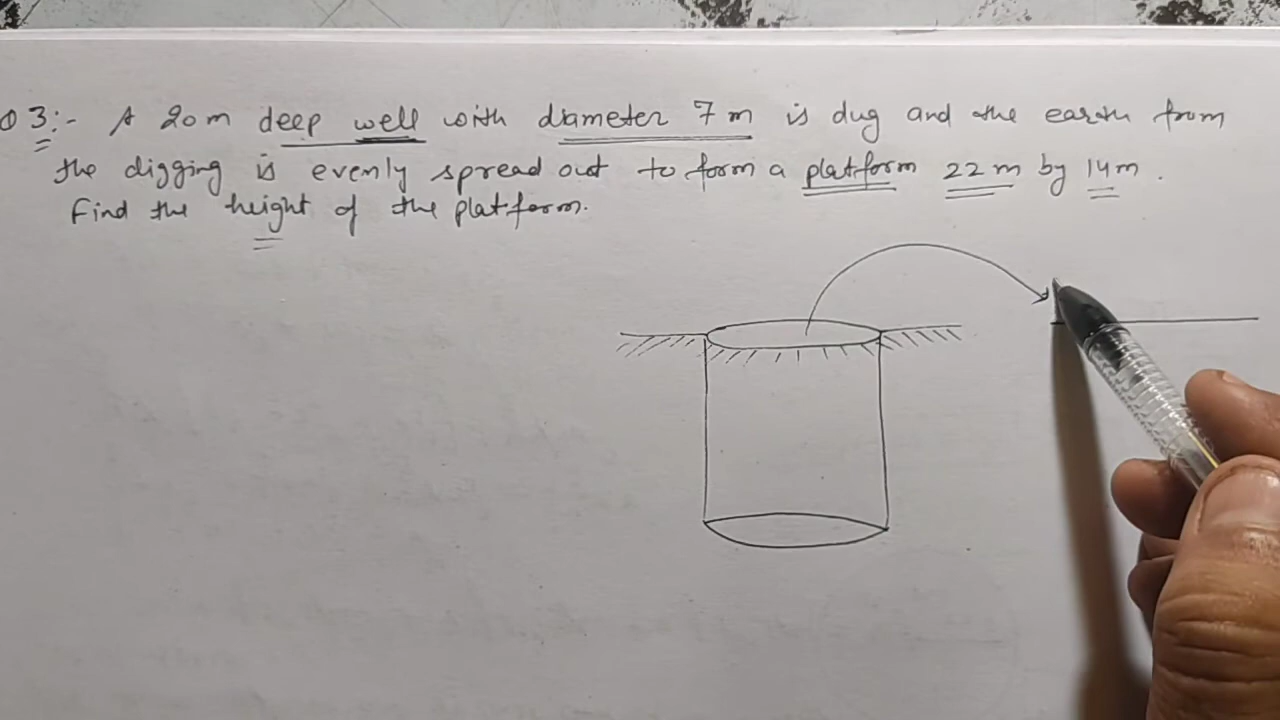 Q3:- A 20m deep well with diameter 7m is dug and the earth from
the digging is evenly spread out to form a platform 22m by 14m.
Find the height of the platform.